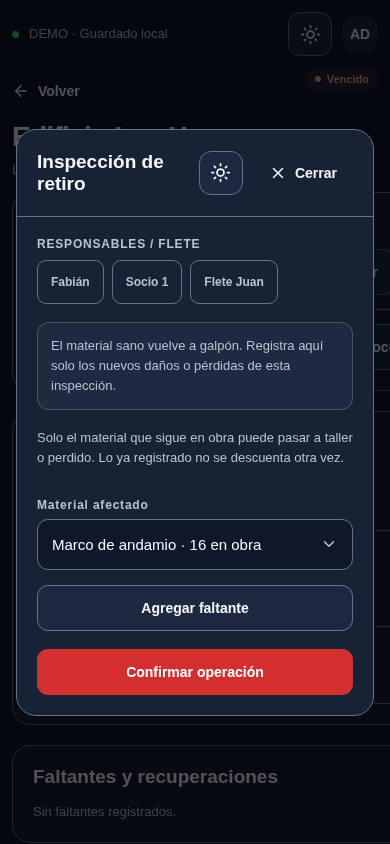 DEMO · Guardado local
AD
Vencido
Volver
Inspección de
retiro
Cerrar
RESPONSABLES / FLETE
Fabián
Socio 1
Flete Juan
El material sano vuelve a galpón. Registra aquí
solo los nuevos daños o pérdidas de esta
inspección.
Solo el material que sigue en obra puede pasar a taller
o perdido. Lo ya registrado no se descuenta otra vez.
Material afectado
Marco de andamio · 16 en obra
Agregar faltante
Confirmar operación
Faltantes y recuperaciones
Sin faltantes registrados.